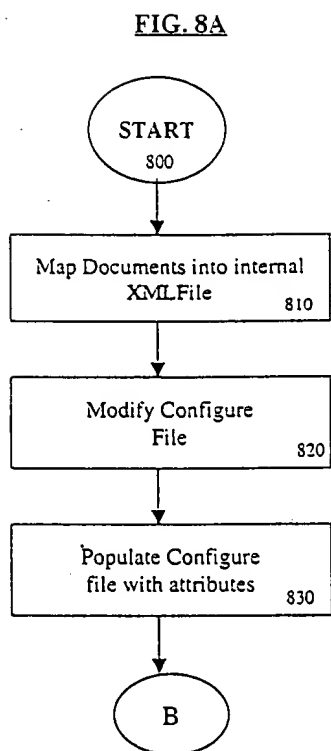 FIG. 8A
START
800
Map Documents into internal
XMLFile
810
Modify Configure
File
820
Populate Configure
file with attributes
830
B